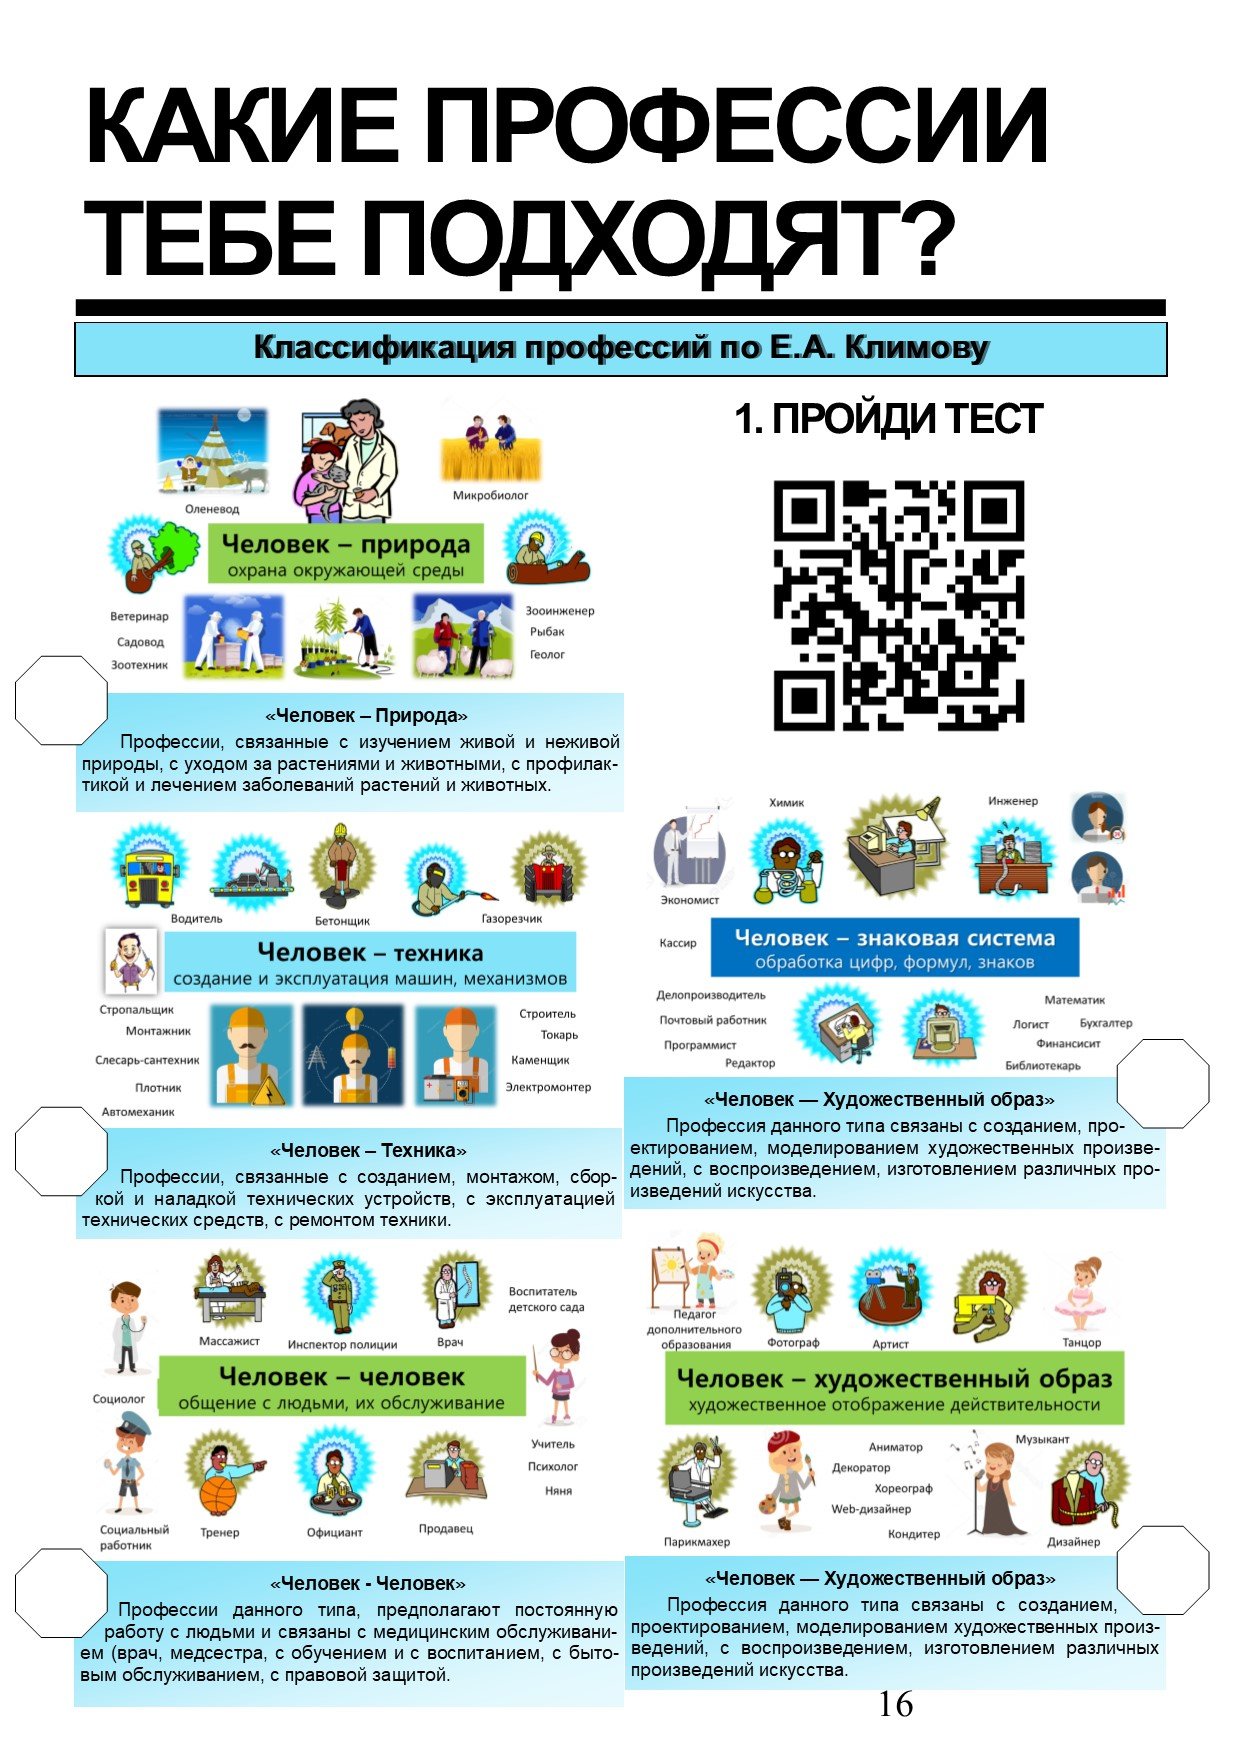 КАКИЕ ПРОФЕССИИ
ТЕБЕ ПОДХОДЯТ?
Классификация профессий по Е.А. Климову
Оленевод
Микробиолог
Человек – природа
охрана окружающей среды
Ветеринар
Садовод
Зоотехник
Зооинженер
Рыбак
Геолог
«Человек – Природа»
Профессии, связанные с изучением живой и неживой
природы, с уходом за растениями и животными, с профилак-
тикой и лечением заболеваний растений и животных.
Водитель
Бетонщик
Газорезчик
Человек – техника
создание и эксплуатация машин, механизмов
Стропальщик
Монтажник
Слесарь-сантехник
Плотник
Автомеханик
Строитель
Токарь
Каменщик
Электромонтер
«Человек – Техника»
Профессии, связанные с созданием, монтажом, сбор-
кой и наладкой технических устройств, с эксплуатацией
технических средств, с ремонтом техники.
Массажист
Инспектор полиции
Врач
Воспитатель
детского сада
Социолог
Человек – человек
общение с людьми, их обслуживание
Учитель
Психолог
Няня
Социальный
работник
Тренер
Официант
Продавец
«Человек - Человек»
Профессии данного типа, предполагают постоянную
работу с людьми и связаны с медицинским обслуживани-
ем (врач, медсестра, с обучением и с воспитанием, с быто-
вым обслуживанием, с правовой защитой.
1. ПРОЙДИ ТЕСТ
Химик
Инженер
Экономист
Кассир
Человек – знаковая система
обработка цифр, формул, знаков
Делопроизводитель
Почтовый работник
Программист
Редактор
Математик
Логист
Бухгалтер
Финансисит
Библиотекарь
«Человек — Художественный образ»
Профессия данного типа связаны с созданием, про-
ектированием, моделированием художественных произве-
дений, с воспроизведением, изготовлением различных про-
изведений искусства.
Педагог
дополнительного
образования
Фотограф
Артист
Танцор
Человек – художественный образ
художественное отображение действительности
Аниматор
Музыкант
Декоратор
Хореограф
Web-дизайнер
Кондитер
Парикмахер
Дизайнер
«Человек — Художественный образ»
Профессия данного типа связаны с созданием,
проектированием, моделированием художественных произ-
ведений, с воспроизведением, изготовлением различных
произведений искусства.
16